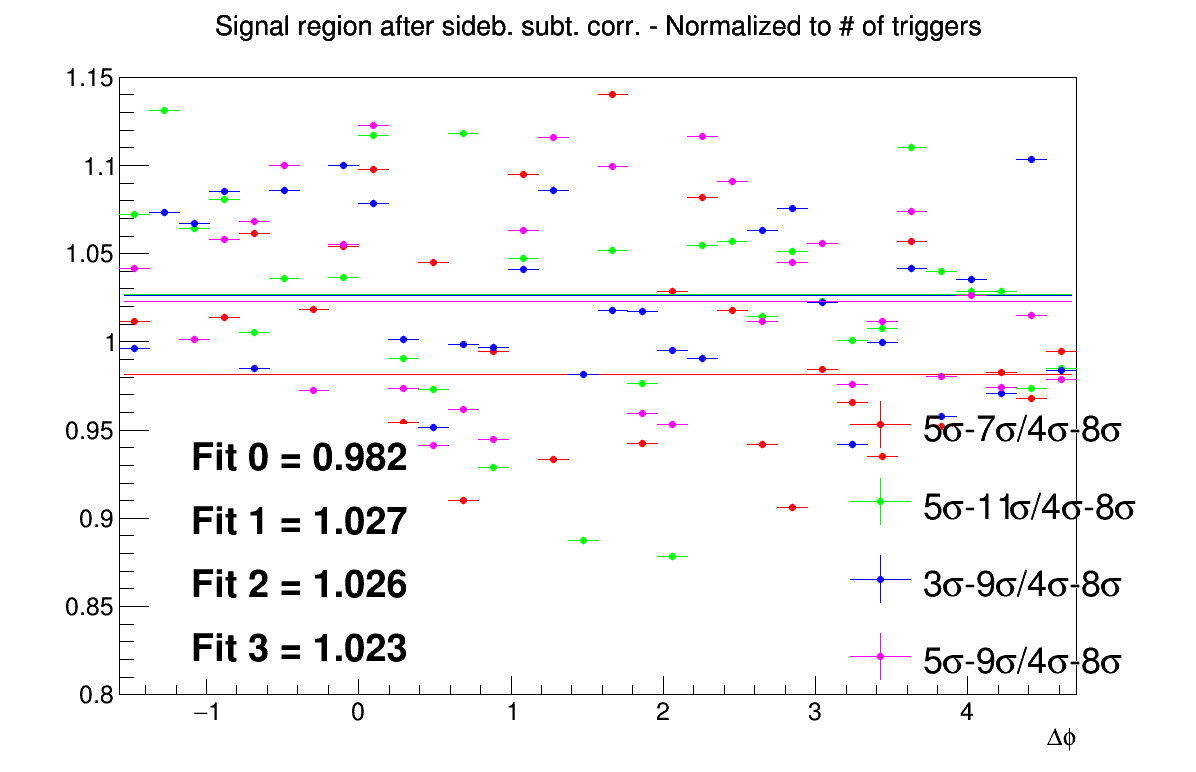 Signal region after sideb. subt. corr. - Normalized to # of triggers
1.15
1.1
1.05
1
0.95
0.9
0.85
0.8
Fit 0 = 0.982
Fit 1 = 1.027
Fit 2 = 1.026
Fit 3 = 1.023
5σ-7σ/4σ-8σ
5σ-11σ/4σ-8σ
3σ-9σ/4σ-8σ
5σ-9σ/4σ-8σ
−1 0 1 2 3 4
Δϕ